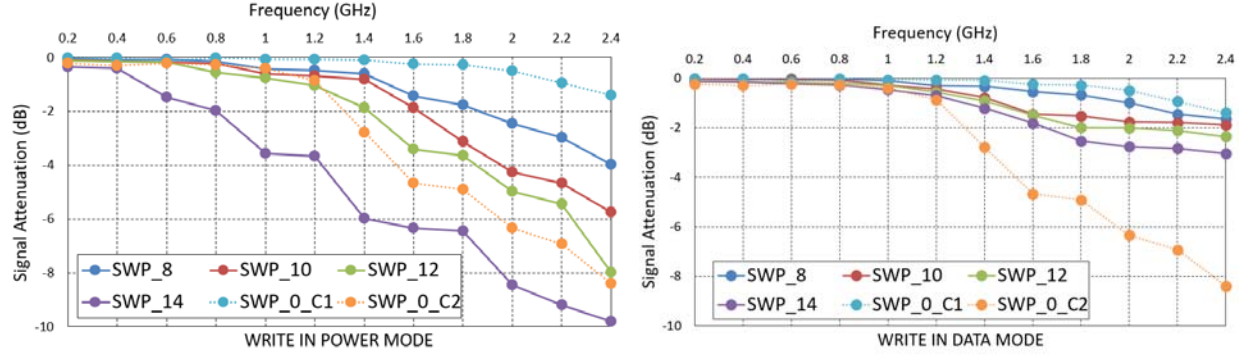 Frequency (GHz)
0.2 0.4 0.6 0.8 1 1.2 1.4 1.6 1.8 2 2.2 2.4
0
-2
-4
-6
-8
-10
Signal Attenuation (dB)
SWP_8 SWP_10 SWP_12
SWP_14 SWP_0_C1 SWP_0_C2
WRITE IN POWER MODE
Frequency (GHz)
0.2 0.4 0.6 0.8 1 1.2 1.4 1.6 1.8 2 2.2 2.4
0
-2
-4
-6
-8
-10
Signal Attenuation (dB)
SWP_8 SWP_10 SWP_12
SWP_14 SWP_0_C1 SWP_0_C2
WRITE IN DATA MODE